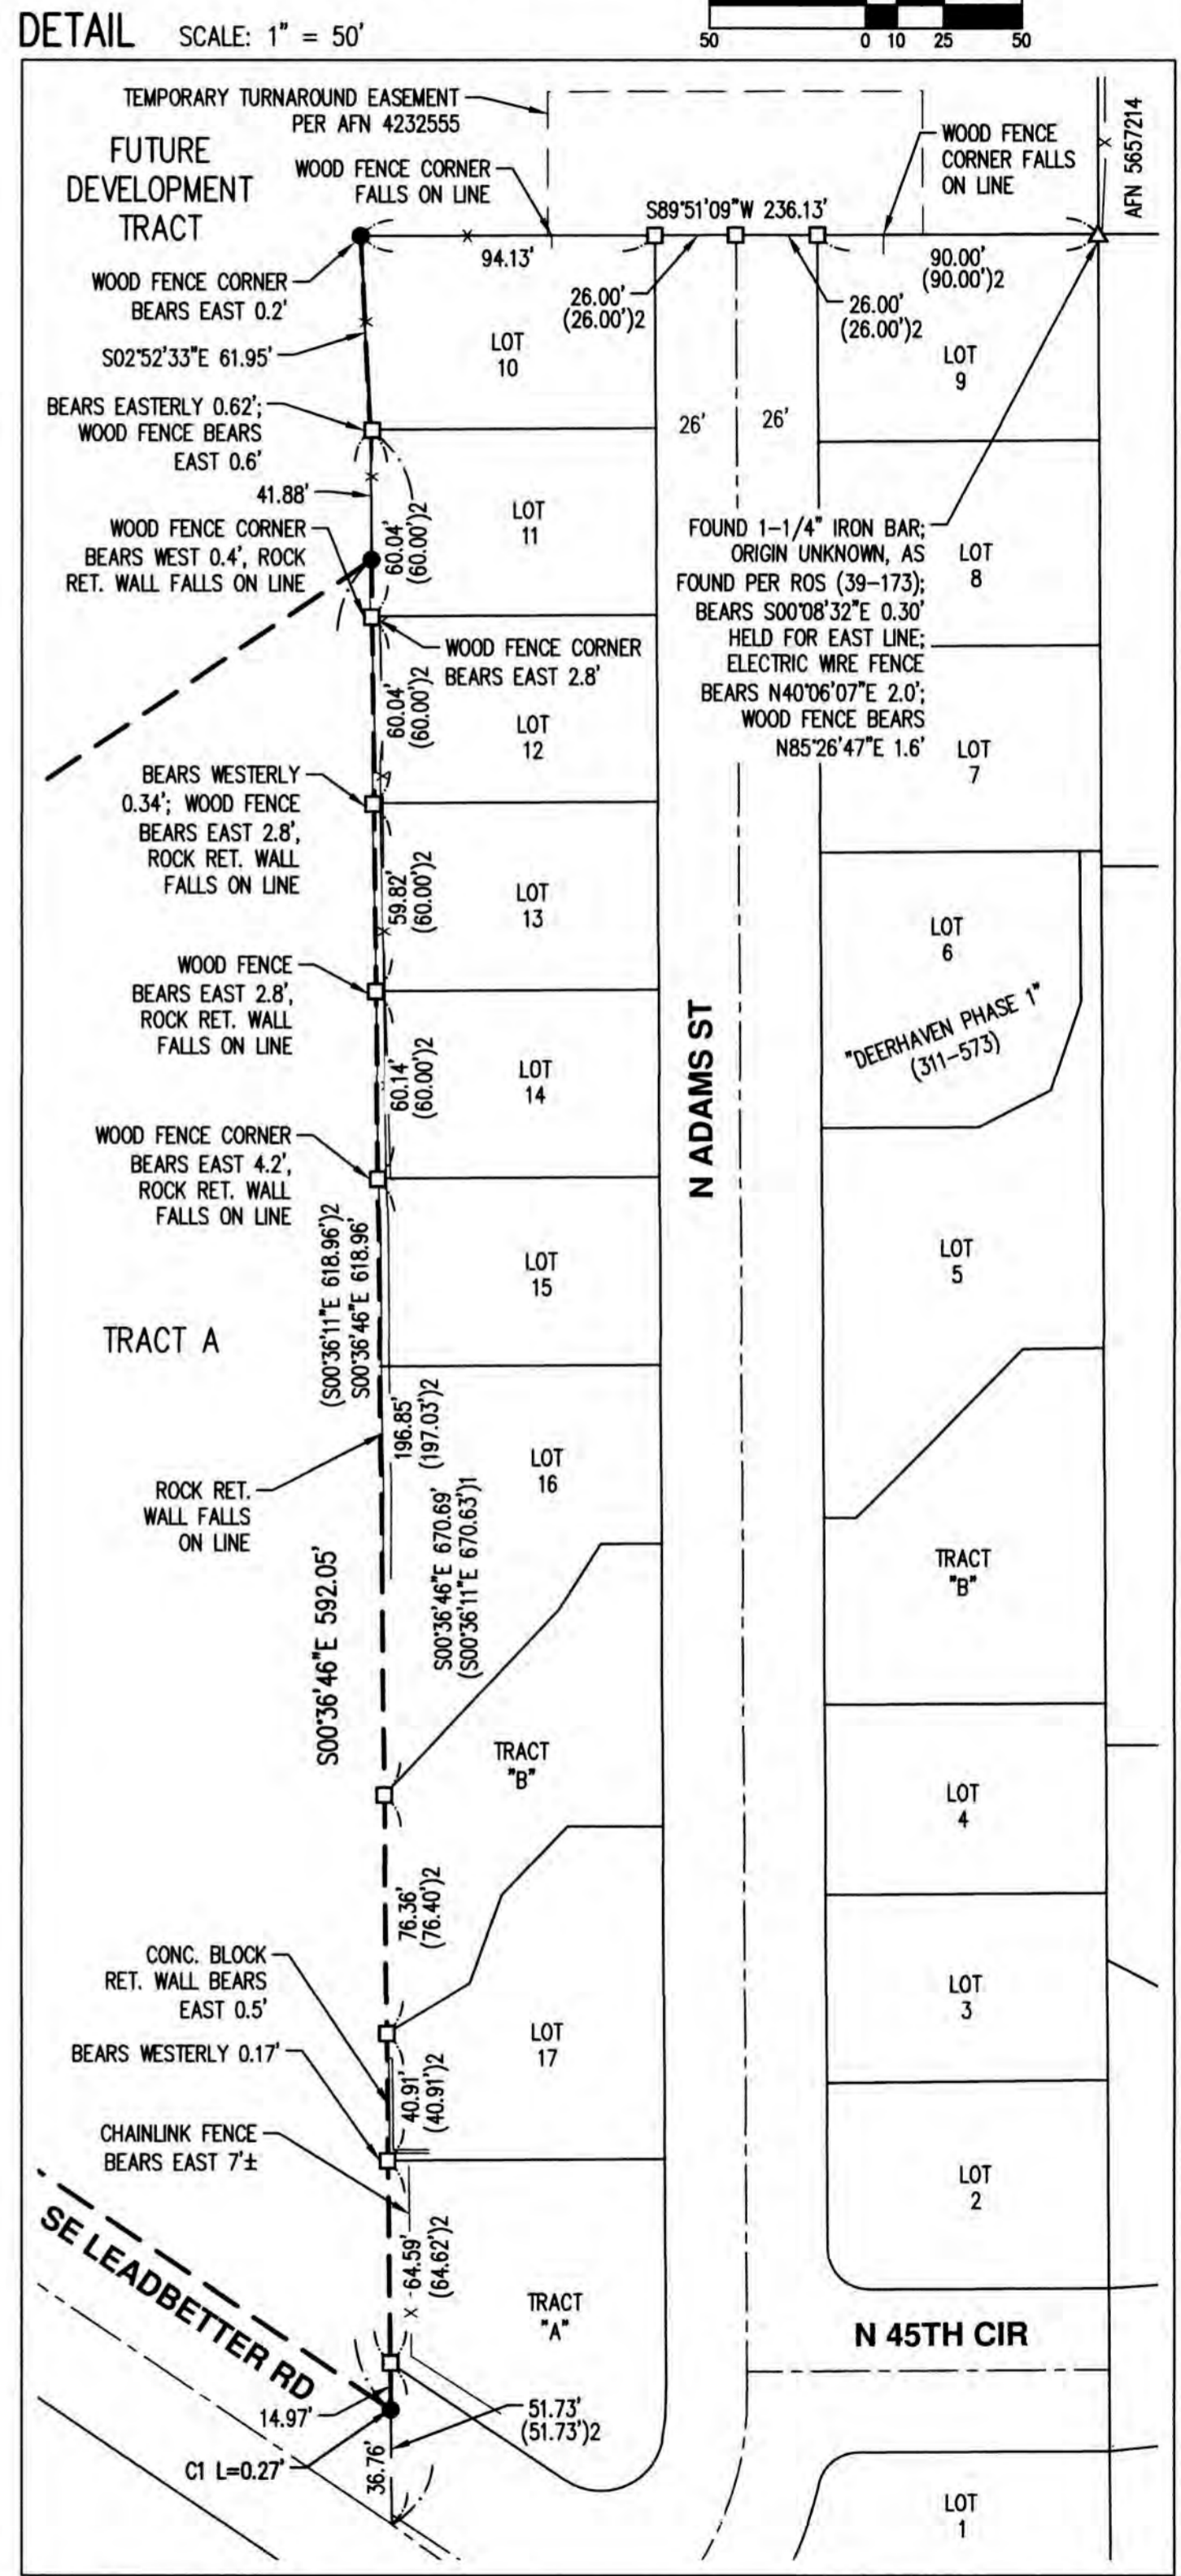 DETAIL SCALE: 1" = 50'
50 0 10 25 50
TEMPORARY TURNAROUND EASEMENT
PER AFN 4232555
FUTURE
DEVELOPMENT
TRACT
WOOD FENCE CORNER
FALLS ON LINE
WOOD FENCE
CORNER FALLS
ON LINE
AFN 5657214
S89°51'09"W 236.13'
94.13'
26.00'
(26.00')2
26.00'
(26.00')2
90.00'
(90.00')2
WOOD FENCE CORNER
BEARS EAST 0.2'
S02°52'33"E 61.95'
LOT
10
LOT
9
BEARS EASTERLY 0.62';
WOOD FENCE BEARS
EAST 0.6'
26'
26'
41.88'
60.04'
(60.00')2
LOT
11
WOOD FENCE CORNER
BEARS WEST 0.4', ROCK
RET. WALL FALLS ON LINE
FOUND 1-1/4" IRON BAR;
ORIGIN UNKNOWN, AS
FOUND PER ROS (39-173);
BEARS S00°08'32"E 0.30'
HELD FOR EAST LINE;
ELECTRIC WIRE FENCE
BEARS N40°06'07"E 2.0';
WOOD FENCE BEARS
N85°26'47"E 1.6'
LOT
8
WOOD FENCE CORNER
BEARS EAST 2.8'
60.04'
(60.00')2
LOT
12
LOT
7
BEARS WESTERLY
0.34'; WOOD FENCE
BEARS EAST 2.8',
ROCK RET. WALL
FALLS ON LINE
59.82'
(60.00')2
LOT
13
LOT
6
WOOD FENCE
BEARS EAST 2.8',
ROCK RET. WALL
FALLS ON LINE
"DEERHAVEN PHASE 1"
(311-573)
60.14'
(60.00')2
LOT
14
N ADAMS ST
WOOD FENCE CORNER
BEARS EAST 4.2',
ROCK RET. WALL
FALLS ON LINE
(S00°36'11"E 618.96')2
S00°36'46"E 618.96'
LOT
15
LOT
5
TRACT A
196.85'
(197.03')2
LOT
16
ROCK RET.
WALL FALLS
ON LINE
S00°36'46"E 670.69'
(S00°36'11"E 670.63')1
S00°36'46"E 592.05'
TRACT
"B"
TRACT
"B"
LOT
4
76.36'
(76.40')2
CONC. BLOCK
RET. WALL BEARS
EAST 0.5'
LOT
3
LOT
17
BEARS WESTERLY 0.17'
40.91'
(40.91')2
CHAINLINK FENCE
BEARS EAST 7'±
LOT
2
SE LEADBETTER RD
64.59'
(64.62')2
TRACT
"A"
N 45TH CIR
14.97'
51.73'
(51.73')2
C1 L=0.27'
36.76'
LOT
1